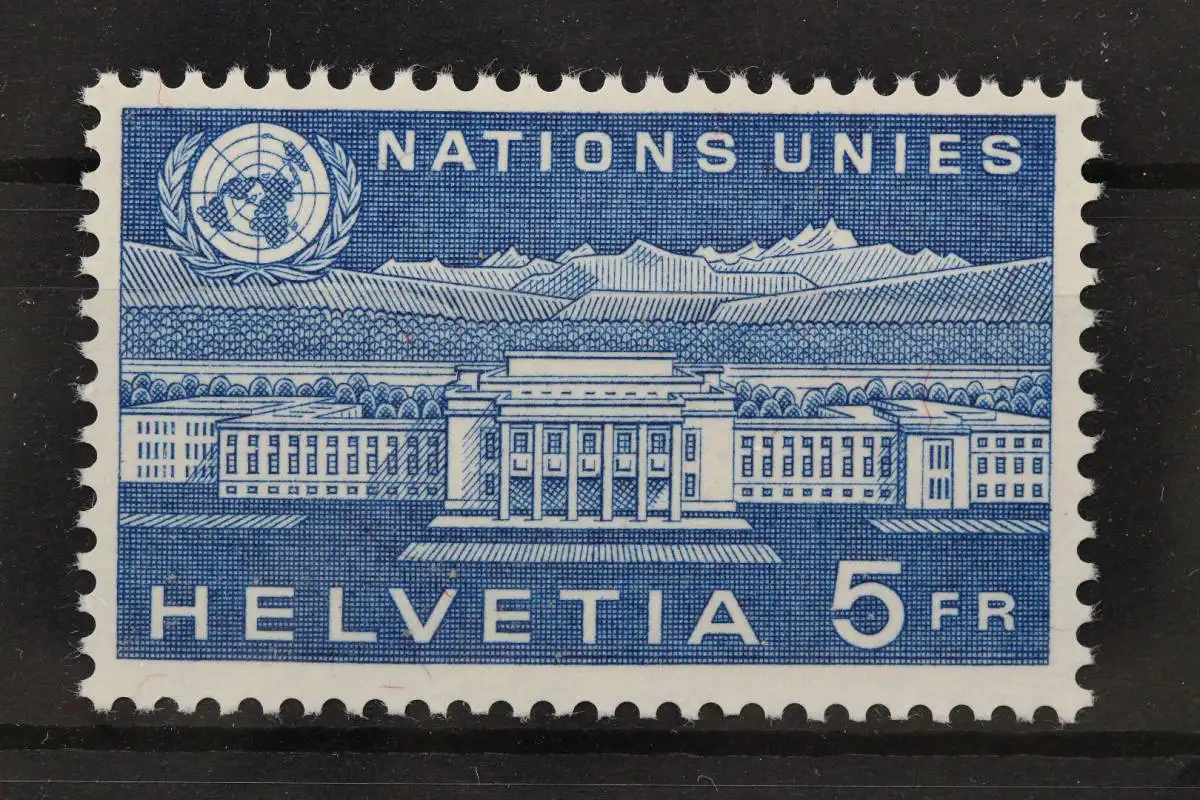 NATIONS UNIES
HELVETIA 5 FR